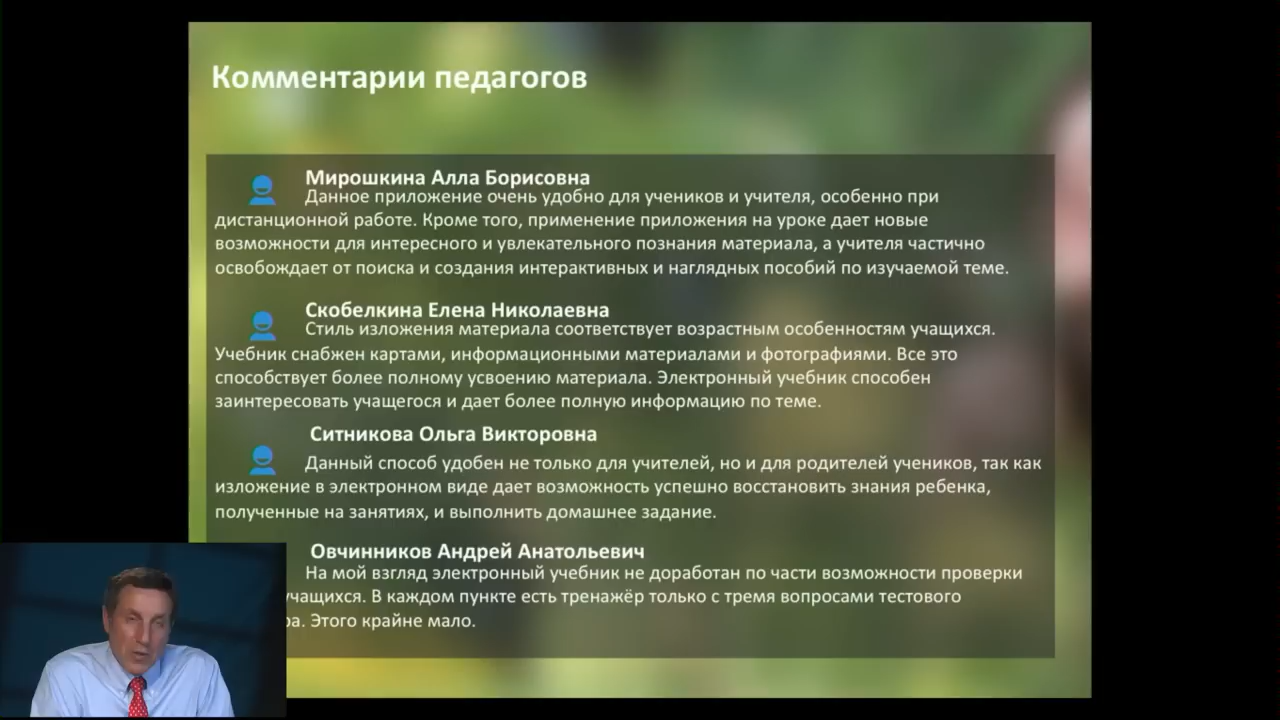 Комментарии педагогов
Мирошкина Алла Борисовна
Данное приложение очень удобно для учеников и учителя, особенно при
дистанционной работе. Кроме того, применение приложения на уроке дает новые
возможности для интересного и увлекательного познания материала, а учителя частично
освобождает от поиска и создания интерактивных и наглядных пособий по изучаемой теме.
Скобелкина Елена Николаевна
Стиль изложения материала соответствует возрастным особенностям учащихся.
Учебник снабжен картами, информационными материалами и фотографиями. Все это
способствует более полному усвоению материала. Электронный учебник способен
заинтересовать учащегося и дает более полную информацию по теме.
Ситникова Ольга Викторовна
Данный способ удобен не только для учителей, но и для родителей учеников, так как
изложение в электронном виде дает возможность успешно восстановить знания ребенка,
полученные на занятиях, и выполнить домашнее задание.
Овчинников Андрей Анатольевич
На мой взгляд электронный учебник не доработан по части возможности проверки
чащихся. В каждом пункте есть тренажёр только с тремя вопросами тестового
ра. Этого крайне мало.